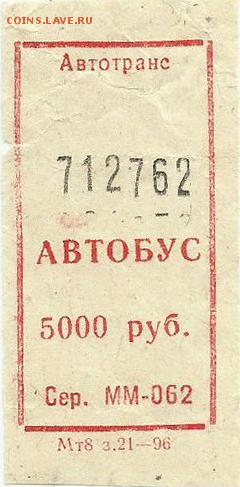 COINS.LAVE.RU
Автотранс
712762
АВТОБУС
5000 руб.
Сер. ММ-062
Мт8 з.21—96